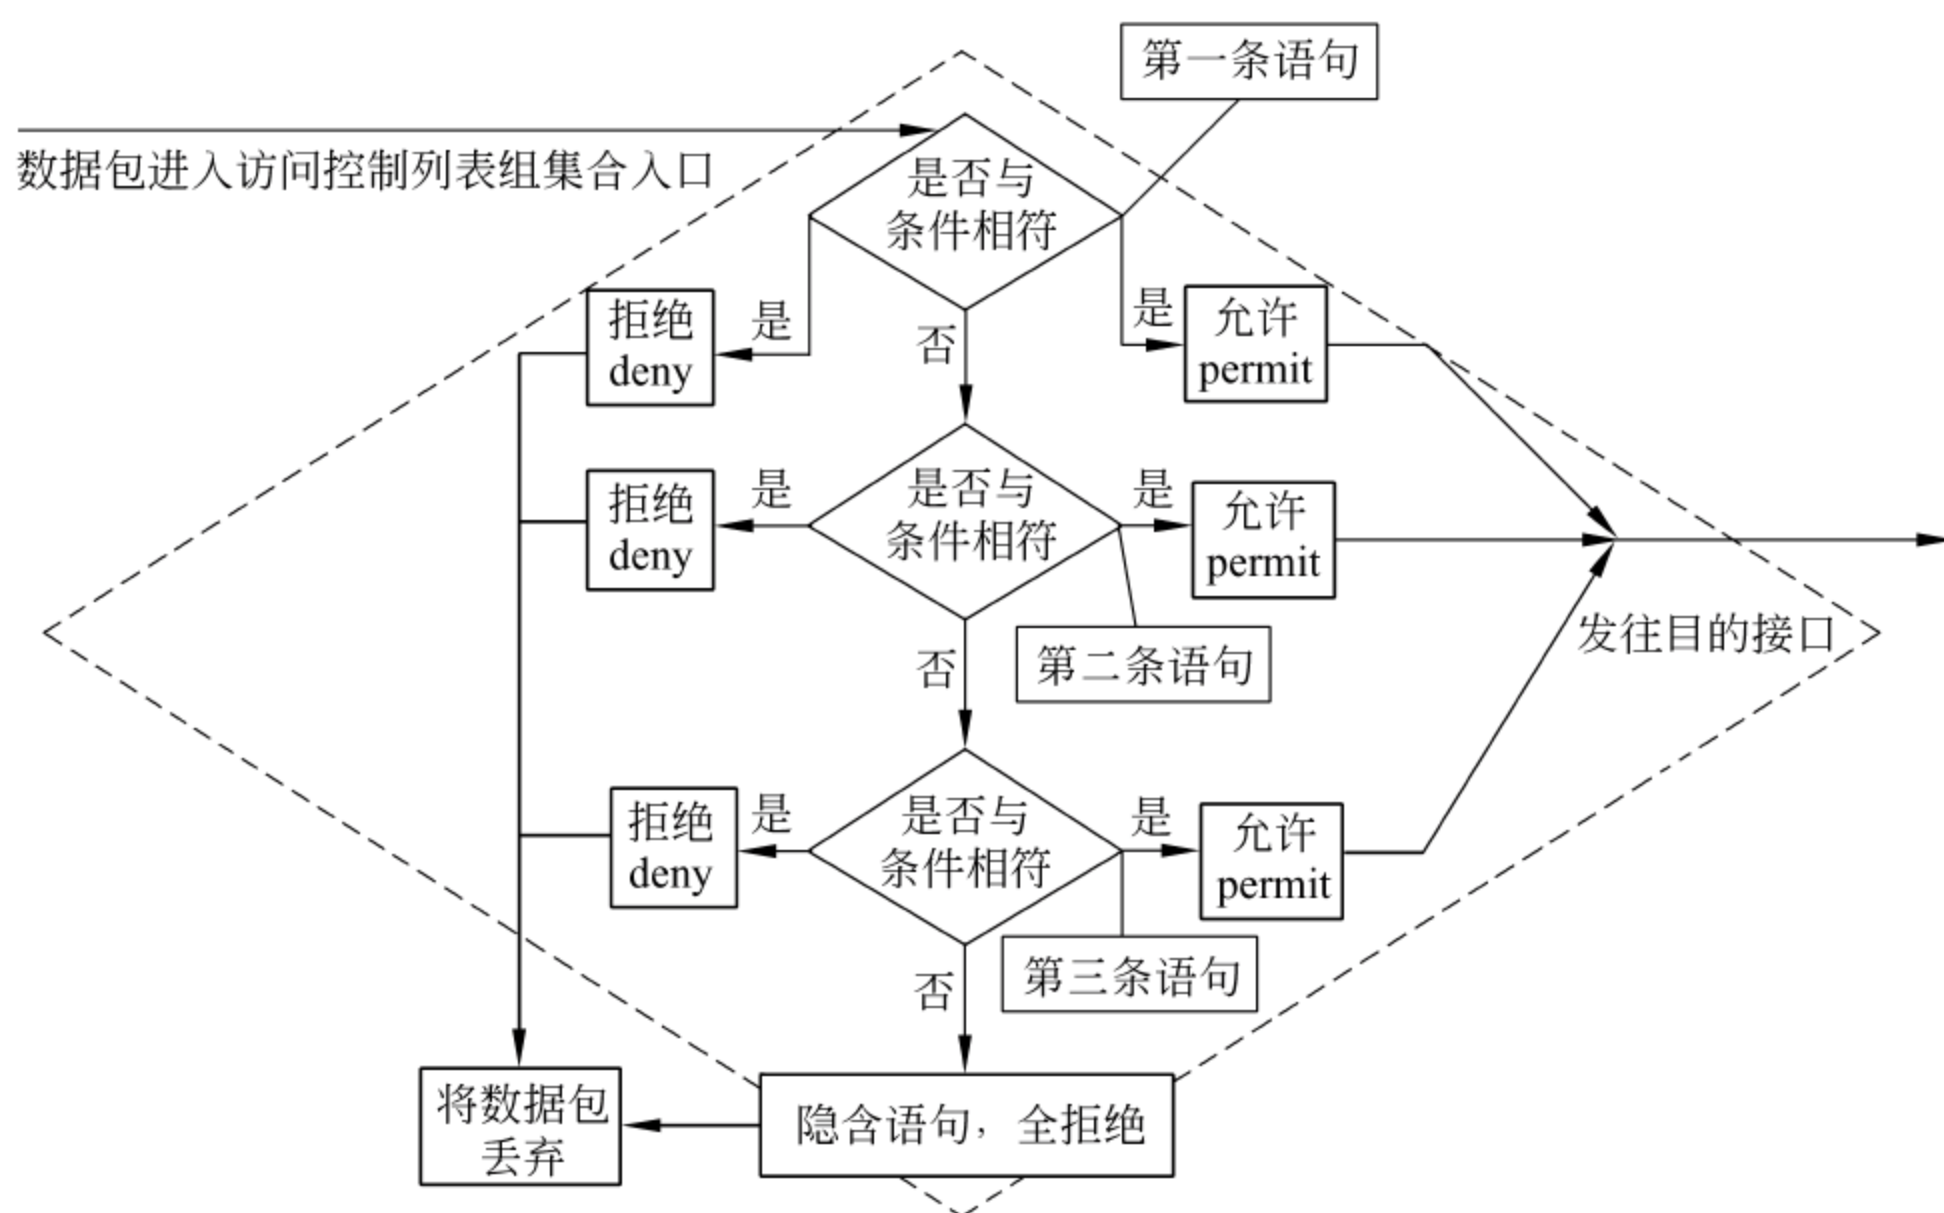 第一条语句
数据包进入访问控制列表组集合入口
是否与
条件相符
拒绝
deny
是
否
是
允许
permit
拒绝
deny
是
是否与
条件相符
是
允许
permit
发往目的接口
否
第二条语句
拒绝
deny
是
是否与
条件相符
是
允许
permit
否
第三条语句
将数据包
丢弃
隐含语句，全拒绝